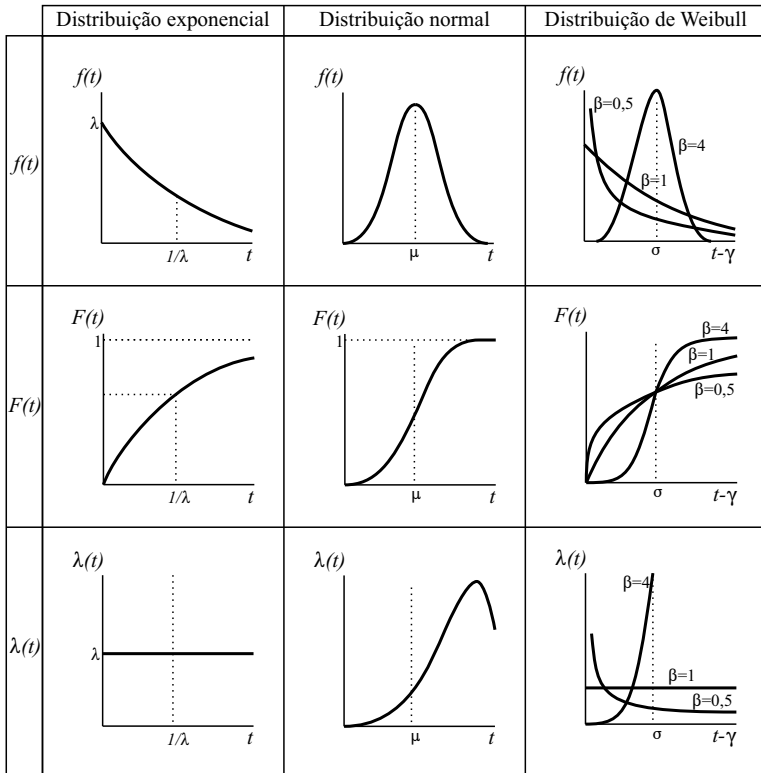 Distribuição exponencial
Distribuição normal
Distribuição de Weibull
f(t)
f(t)
λ
1/λ
t
f(t)
μ
t
f(t)
β=0,5
β=4
β=1
σ
t-γ
F(t)
F(t)
1
1/λ
t
F(t)
1
μ
t
F(t)
β=4
β=1
β=0,5
σ
t-γ
λ(t)
λ(t)
λ
1/λ
t
λ(t)
μ
t
λ(t)
β=4
β=1
β=0,5
σ
t-γ